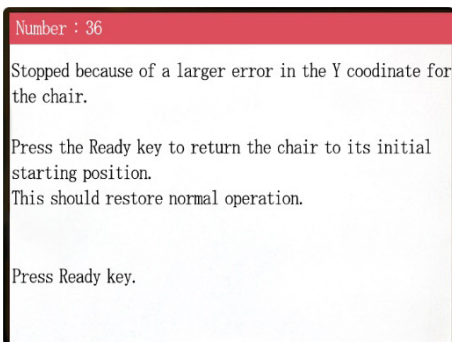 Number : 36
Stopped because of a larger error in the Y coodinate for
the chair.
Press the Ready key to return the chair to its initial
starting position.
This should restore normal operation.
Press Ready key.